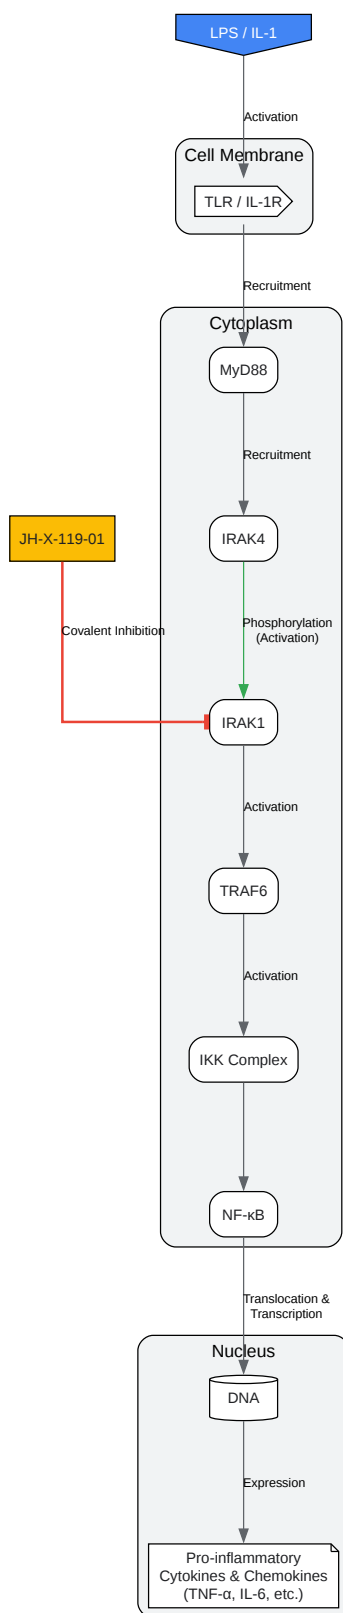 LPS / IL-1
Activation
Cell Membrane
TLR / IL-1R
Recruitment
Cytoplasm
MyD88
Recruitment
JH-X-119-01
IRAK4
Covalent Inhibition
Phosphorylation
(Activation)
IRAK1
Activation
TRAF6
Activation
IKK Complex
NF-κB
Translocation &
Transcription
Nucleus
DNA
Expression
Pro-inflammatory
Cytokines & Chemokines
(TNF-α, IL-6, etc.)